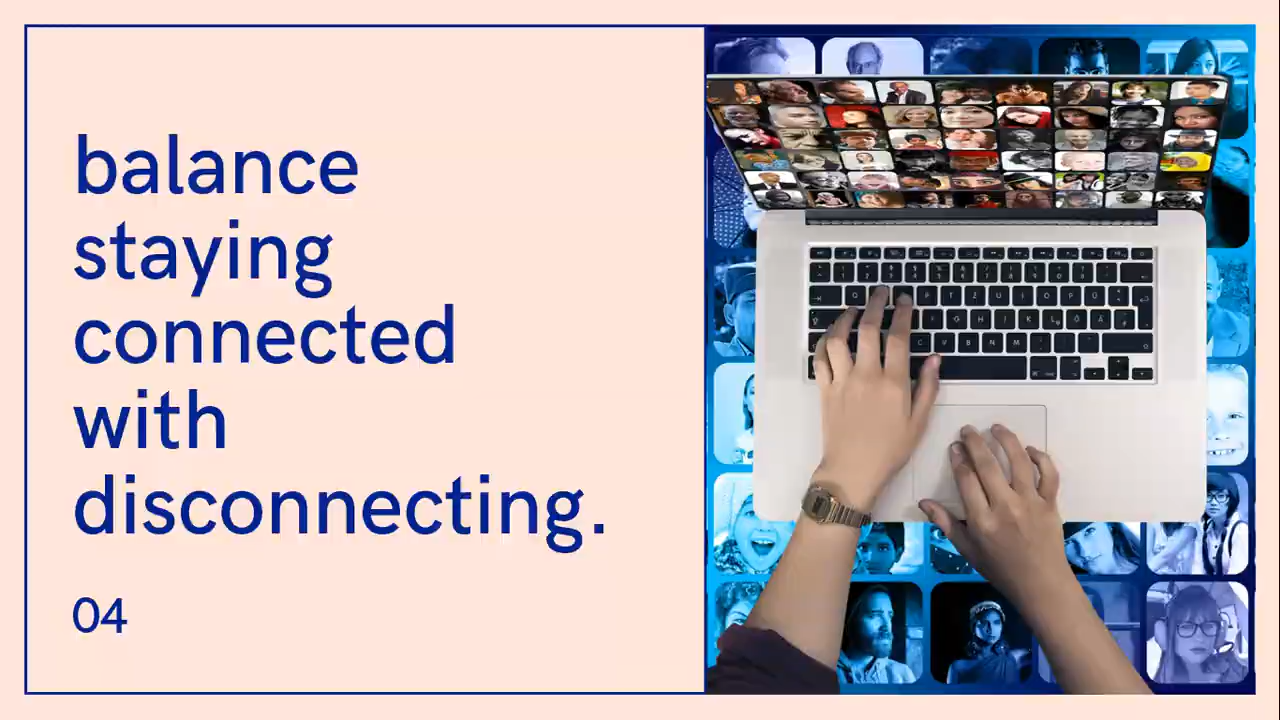 balance
staying
connected
with
disconnecting.
04